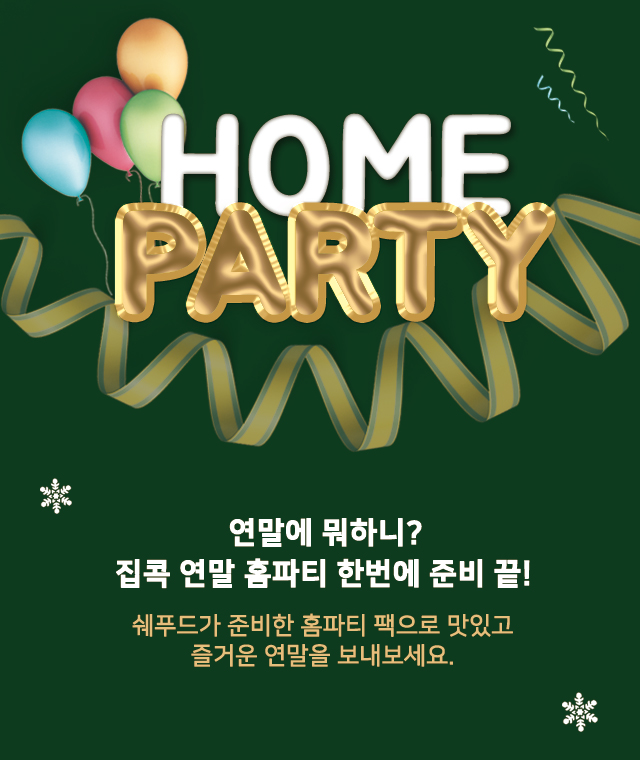 HOME
PARTY
연말에 뭐하니?
집콕 연말 홈파티 한번에 준비 끝!
쉐푸드가 준비한 홈파티 팩으로 맛있고
즐거운 연말을 보내보세요.